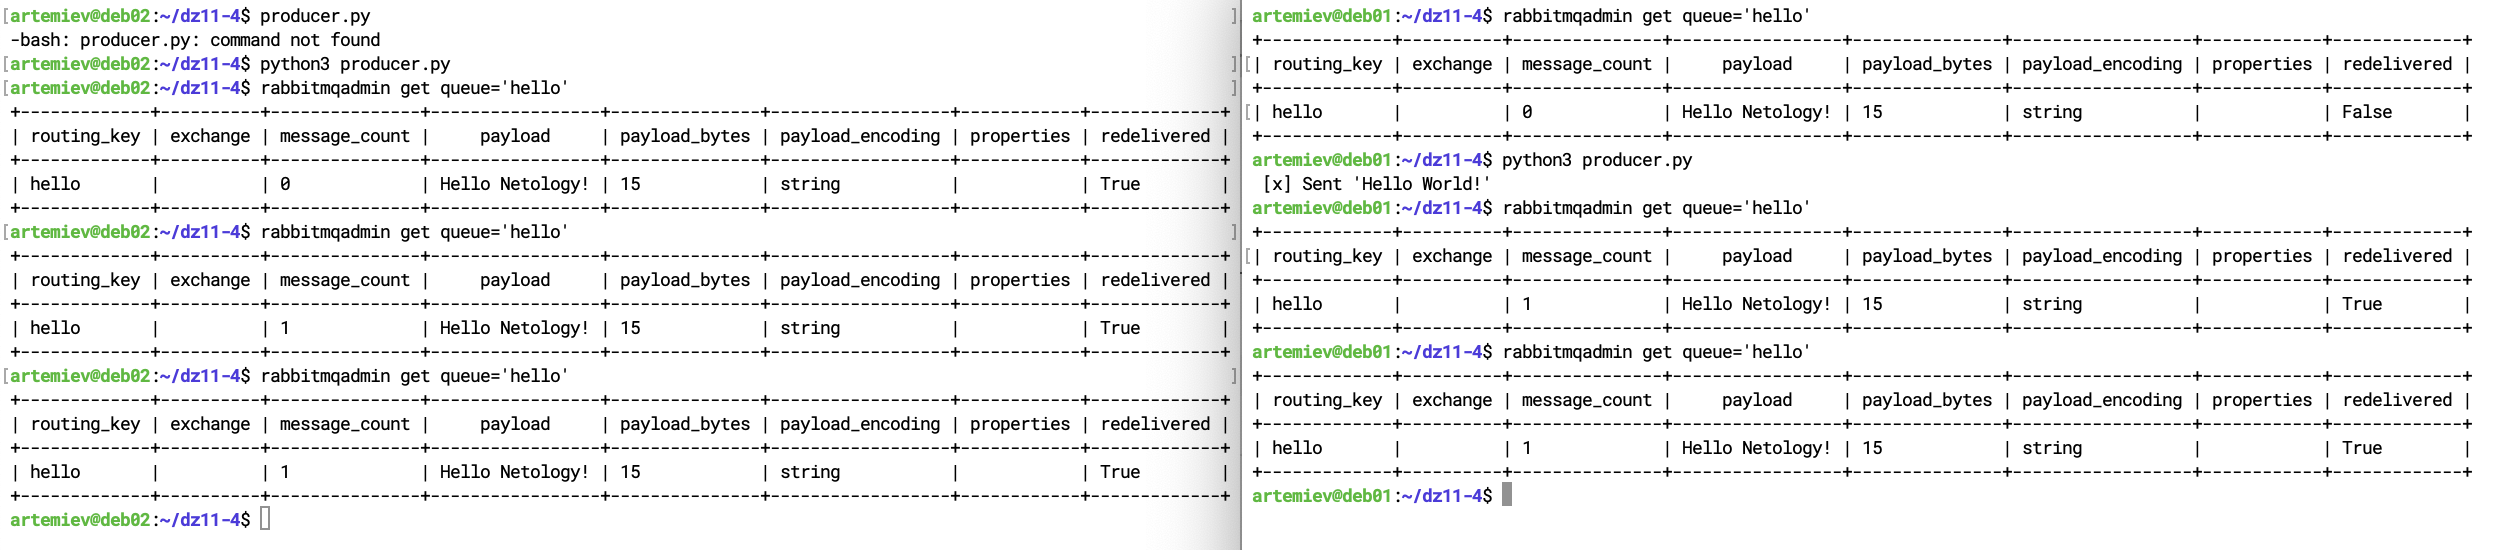 [artemiev@deb02:~/dz11-4$ producer.py ]
-bash: producer.py: command not found
[artemiev@deb02:~/dz11-4$ python3 producer.py ]
[artemiev@deb02:~/dz11-4$ rabbitmqadmin get queue='hello' ]
+-------------+----------+---------------+-----------------+---------------+------------------+------------+-------------+
| routing_key | exchange | message_count |     payload     | payload_bytes | payload_encoding | properties | redelivered |
+-------------+----------+---------------+-----------------+---------------+------------------+------------+-------------+
| hello       |          | 0             | Hello Netology! | 15            | string           |            | True        |
+-------------+----------+---------------+-----------------+---------------+------------------+------------+-------------+
[artemiev@deb02:~/dz11-4$ rabbitmqadmin get queue='hello' ]
+-------------+----------+---------------+-----------------+---------------+------------------+------------+-------------+
| routing_key | exchange | message_count |     payload     | payload_bytes | payload_encoding | properties | redelivered |
+-------------+----------+---------------+-----------------+---------------+------------------+------------+-------------+
| hello       |          | 1             | Hello Netology! | 15            | string           |            | True        |
+-------------+----------+---------------+-----------------+---------------+------------------+------------+-------------+
[artemiev@deb02:~/dz11-4$ rabbitmqadmin get queue='hello' ]
+-------------+----------+---------------+-----------------+---------------+------------------+------------+-------------+
| routing_key | exchange | message_count |     payload     | payload_bytes | payload_encoding | properties | redelivered |
+-------------+----------+---------------+-----------------+---------------+------------------+------------+-------------+
| hello       |          | 1             | Hello Netology! | 15            | string           |            | True        |
+-------------+----------+---------------+-----------------+---------------+------------------+------------+-------------+
artemiev@deb02:~/dz11-4$
artemiev@deb01:~/dz11-4$ rabbitmqadmin get queue='hello'
+-------------+----------+---------------+-----------------+---------------+------------------+------------+-------------+
[| routing_key | exchange | message_count |     payload     | payload_bytes | payload_encoding | properties | redelivered |
+-------------+----------+---------------+-----------------+---------------+------------------+------------+-------------+
[| hello       |          | 0             | Hello Netology! | 15            | string           |            | False       |
+-------------+----------+---------------+-----------------+---------------+------------------+------------+-------------+
artemiev@deb01:~/dz11-4$ python3 producer.py
 [x] Sent 'Hello World!'
artemiev@deb01:~/dz11-4$ rabbitmqadmin get queue='hello'
+-------------+----------+---------------+-----------------+---------------+------------------+------------+-------------+
[| routing_key | exchange | message_count |     payload     | payload_bytes | payload_encoding | properties | redelivered |
+-------------+----------+---------------+-----------------+---------------+------------------+------------+-------------+
| hello       |          | 1             | Hello Netology! | 15            | string           |            | True        |
+-------------+----------+---------------+-----------------+---------------+------------------+------------+-------------+
artemiev@deb01:~/dz11-4$ rabbitmqadmin get queue='hello'
+-------------+----------+---------------+-----------------+---------------+------------------+------------+-------------+
| routing_key | exchange | message_count |     payload     | payload_bytes | payload_encoding | properties | redelivered |
+-------------+----------+---------------+-----------------+---------------+------------------+------------+-------------+
| hello       |          | 1             | Hello Netology! | 15            | string           |            | True        |
+-------------+----------+---------------+-----------------+---------------+------------------+------------+-------------+
artemiev@deb01:~/dz11-4$